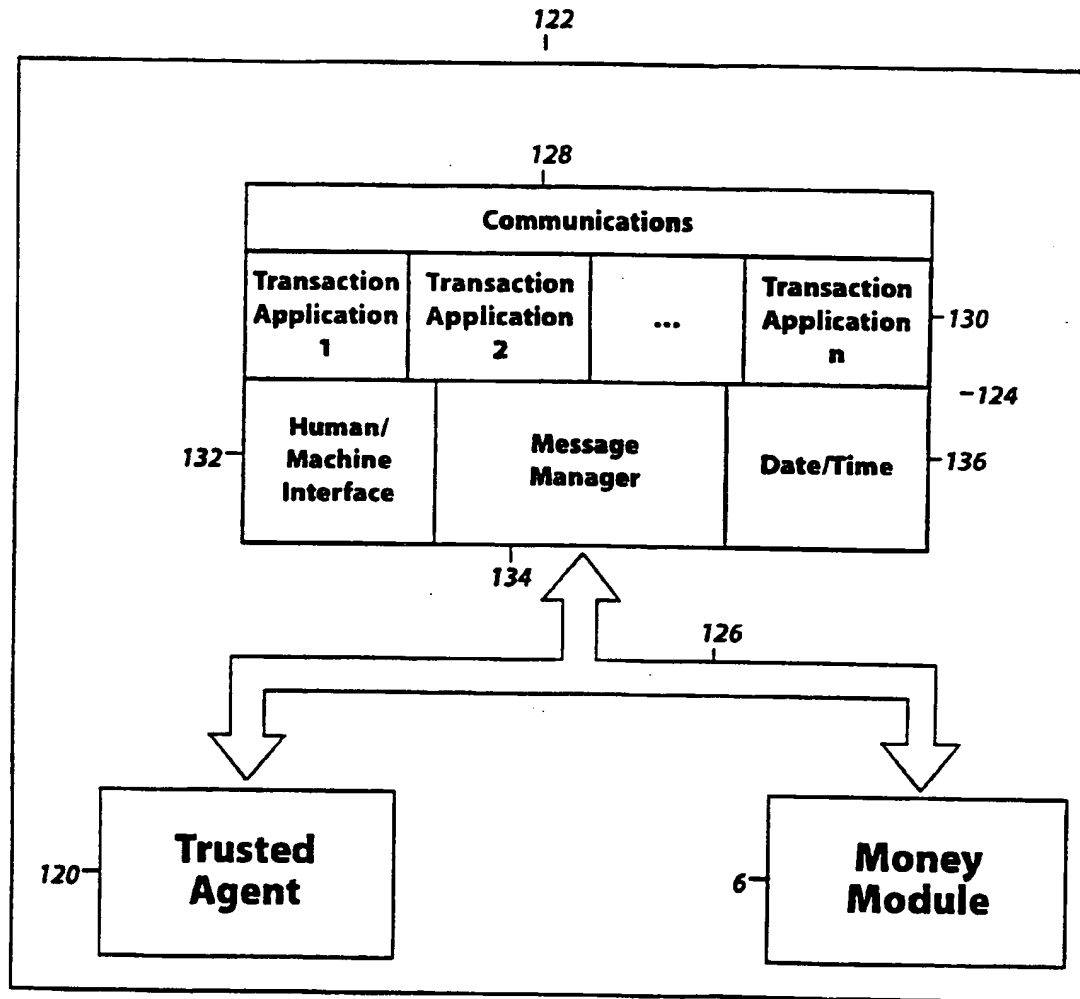 122
128
Communications
Transaction
Application
1
Transaction
Application
2
...
Transaction
Application
n
130
124
132
Human/
Machine
Interface
Message
Manager
Date/Time
136
134
126
120
Trusted
Agent
6
Money
Module